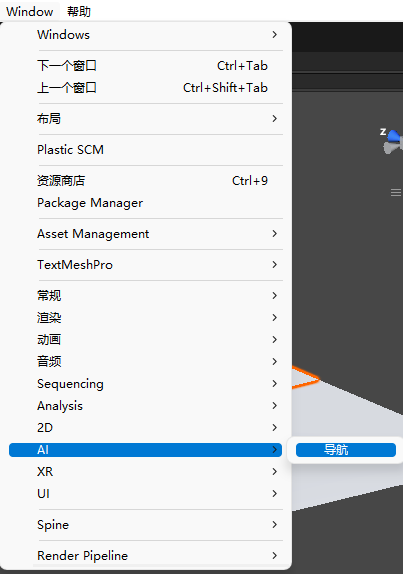 Window 帮助
Windows
下一个窗口 Ctrl+Tab
上一个窗口 Ctrl+Shift+Tab
布局
Plastic SCM
资源商店 Ctrl+9
Package Manager
Asset Management
TextMeshPro
常规
渲染
动画
音频
Sequencing
Analysis
2D
AI 导航
XR
UI
Spine
Render Pipeline
z